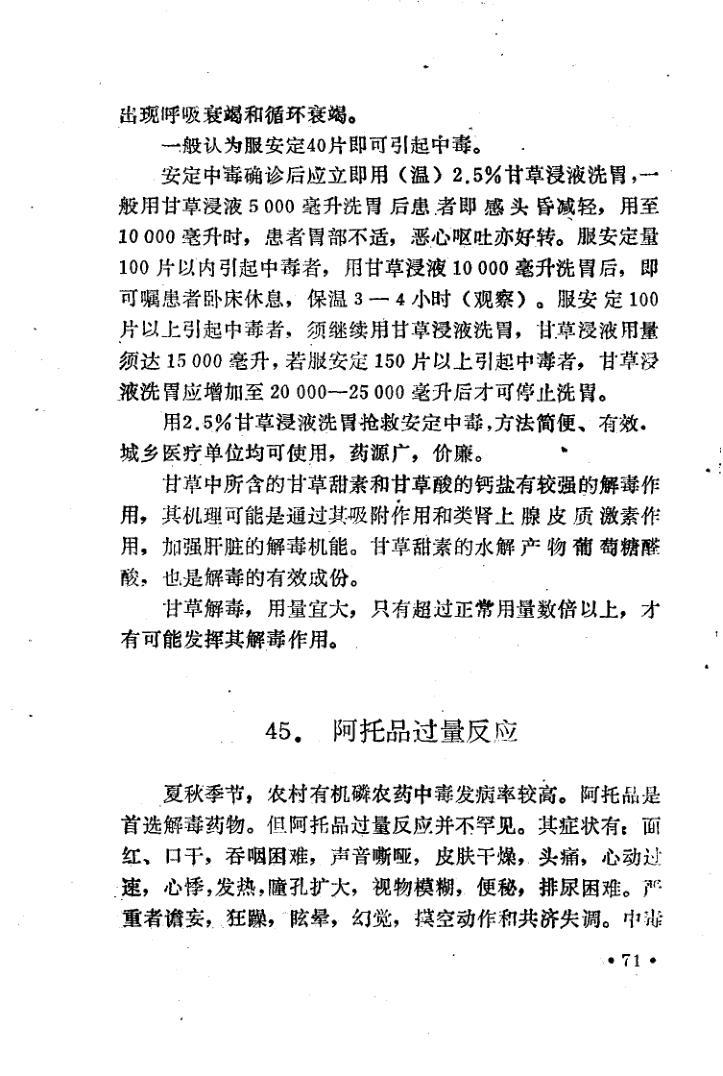 出现呼吸衰竭和循环衰竭。
一般认为服安定40片即可引起中毒。
安定中毒确诊后应立即用（温）2.5%甘草浸液洗胃，一
般用甘草浸液5 000毫升洗胃后患者即感头昏减轻，用至
10 000毫升时，患者胃部不适，恶心呕吐亦好转。服安定量
100片以内引起中毒者，用甘草浸液10 000毫升洗胃后，即
可嘱患者卧床休息，保温3—4小时（观察）。服安定100
片以上引起中毒者，须继续用甘草浸液洗胃，甘草浸液用量
须达15 000毫升，若服安定150片以上引起中毒者，甘草浸
液洗胃应增加至20 000—25 000毫升后才可停止洗胃。
用2.5%甘草浸液洗胃抢救安定中毒，方法简便、有效．
城乡医疗单位均可使用，药源广，价廉。
甘草中所含的甘草甜素和甘草酸的钙盐有较强的解毒作
用，其机理可能是通过其吸附作用和类肾上腺皮质激素作
用，加强肝脏的解毒机能。甘草甜素的水解产物葡萄糖醛
酸，也是解毒的有效成份。
甘草解毒，用量宜大，只有超过正常用量数倍以上，才
有可能发挥其解毒作用。
45． 阿托品过量反应
夏秋季节，农村有机磷农药中毒发病率较高。阿托品是
首选解毒药物。但阿托品过量反应并不罕见。其症状有：面
红、口干，吞咽困难，声音嘶哑，皮肤干燥，头痛，心动过
速，心悸，发热，瞳孔扩大，视物模糊，便秘，排尿困难。严
重者谵妄，狂躁，眩晕，幻觉，摸空动作和共济失调。中毒
•71•